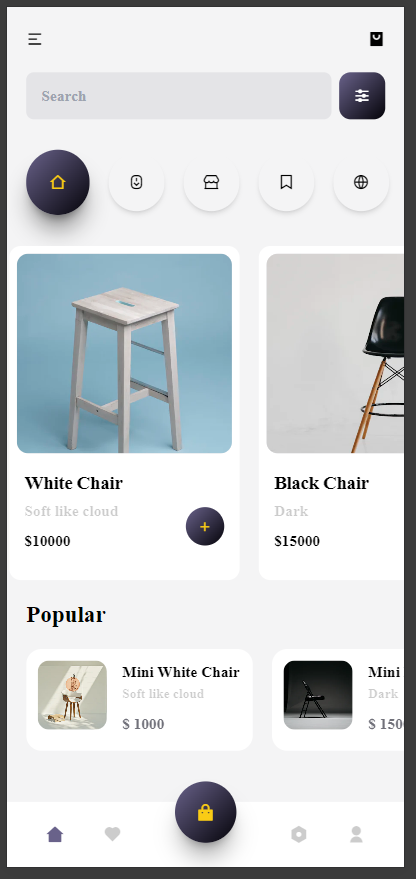 Search
White Chair
Soft like cloud
$10000
Black Chair
Dark
$15000
Popular
Mini White Chair
Soft like cloud
$ 1000
Mini
Dark
$ 150